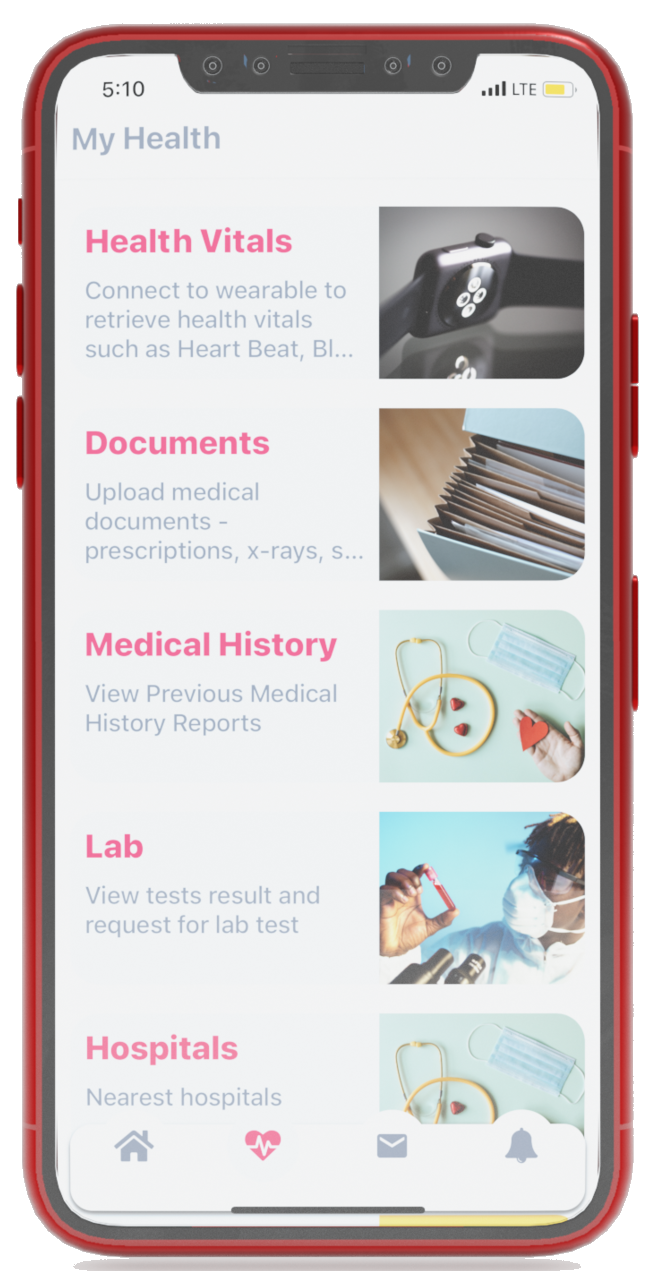 5:10
LTE
My Health
Health Vitals
Connect to wearable to
retrieve health vitals
such as Heart Beat, Bl...
Documents
Upload medical
documents -
prescriptions, x-rays, s...
Medical History
View Previous Medical
History Reports
Lab
View tests result and
request for lab test
Hospitals
Nearest hospitals